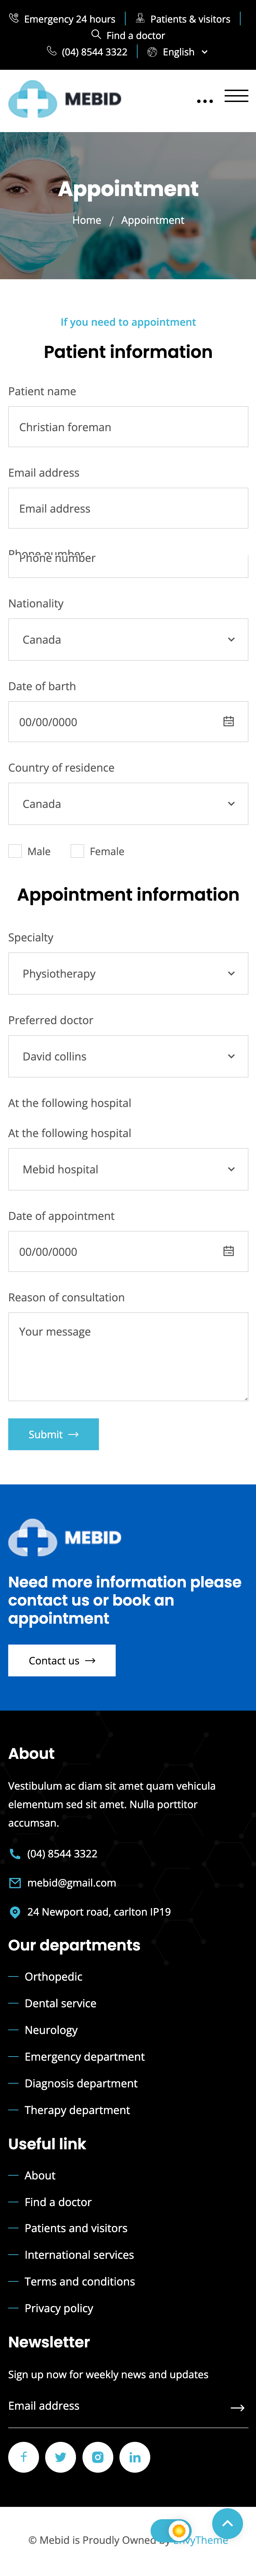 Emergency 24 hours
Patients & visitors
Find a doctor
(04) 8544 3322
English
MEBID
Appointment
Home / Appointment
If you need to appointment
Patient information
Patient name
Christian foreman
Email address
Email address
Phone number
Phone number
Nationality
Canada
Date of barth
00/00/0000
Country of residence
Canada
Male
Female
Appointment information
Specialty
Physiotherapy
Preferred doctor
David collins
At the following hospital
At the following hospital
Mebid hospital
Date of appointment
00/00/0000
Reason of consultation
Your message
Submit
MEBID
Need more information please
contact us or book an
appointment
Contact us
About
Vestibulum ac diam sit amet quam vehicula
elementum sed sit amet. Nulla porttitor
accumsan.
(04) 8544 3322
mebid@gmail.com
24 Newport road, carlton IP19
Our departments
Orthopedic
Dental service
Neurology
Emergency department
Diagnosis department
Therapy department
Useful link
About
Find a doctor
Patients and visitors
International services
Terms and conditions
Privacy policy
Newsletter
Sign up now for weekly news and updates
Email address
© Mebid is Proudly Owned by EnvyTheme